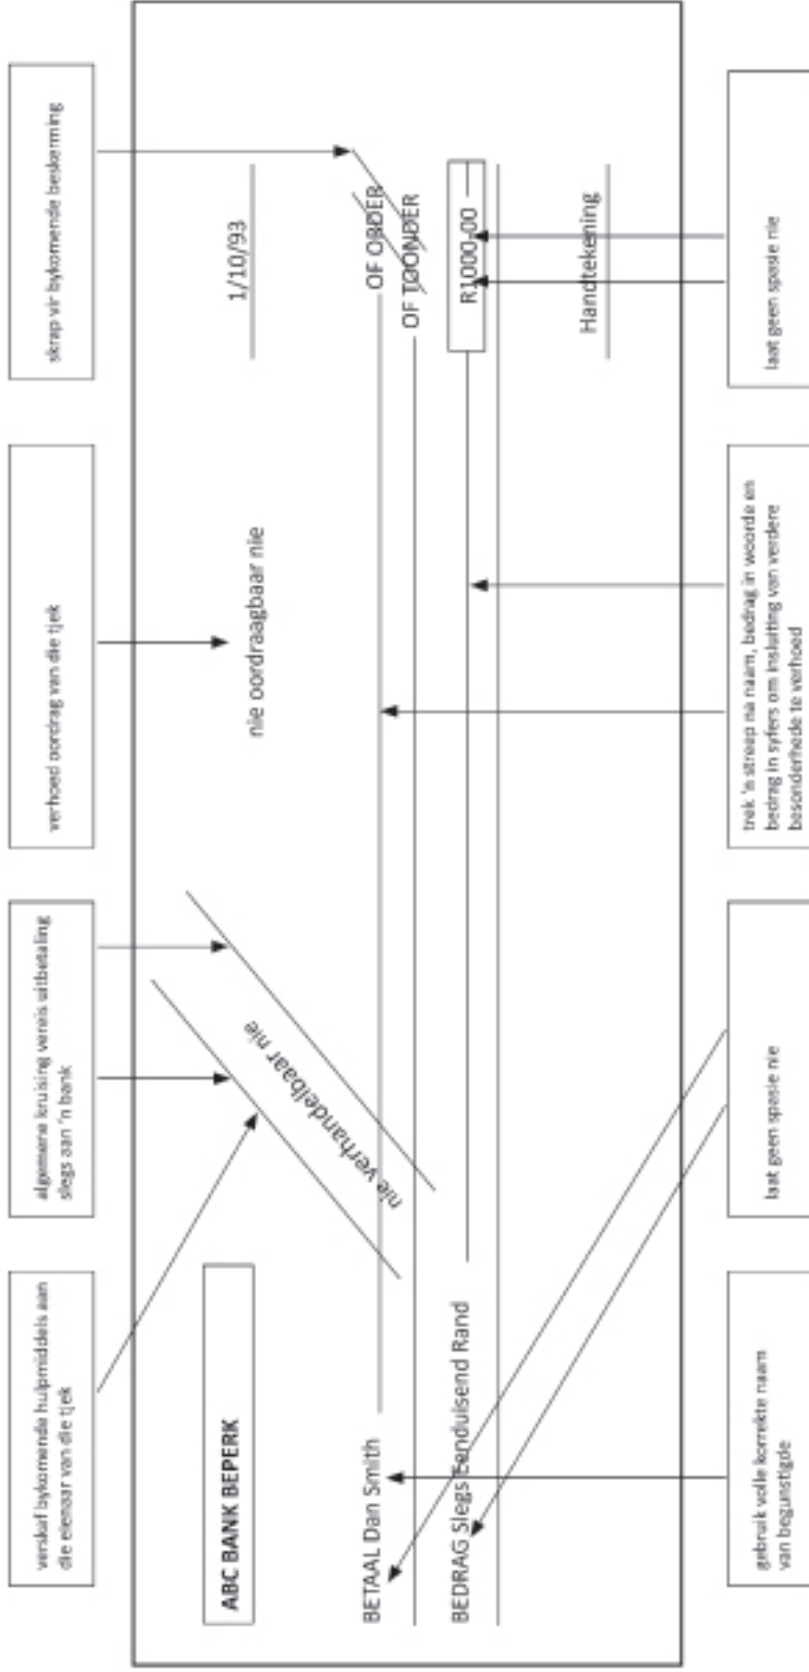 verskaf bykomende hulpmiddels aan
die eienaar van die tjek
algemene kruising vereis uitbetaling
slegs aan 'n bank
verhoed oordrag van die tjek
skrap vir bykomende beskerming
ABC BANK BEPERK
nie verhandelbaar nie
nie oordraagbaar nie
1/10/93
BETAAL Dan Smith
OF ORDER
OF TOONDER
BEDRAG Slegs Eenduisend Rand
R1000-00
Handtekening
gebruik volle korrekte naam
van begunstigde
laat geen spasie nie
trek 'n streep na naam, bedrag in woorde en
bedrag in syfers om insluiting van verdere
besonderhede te verhoed
laat geen spasie nie